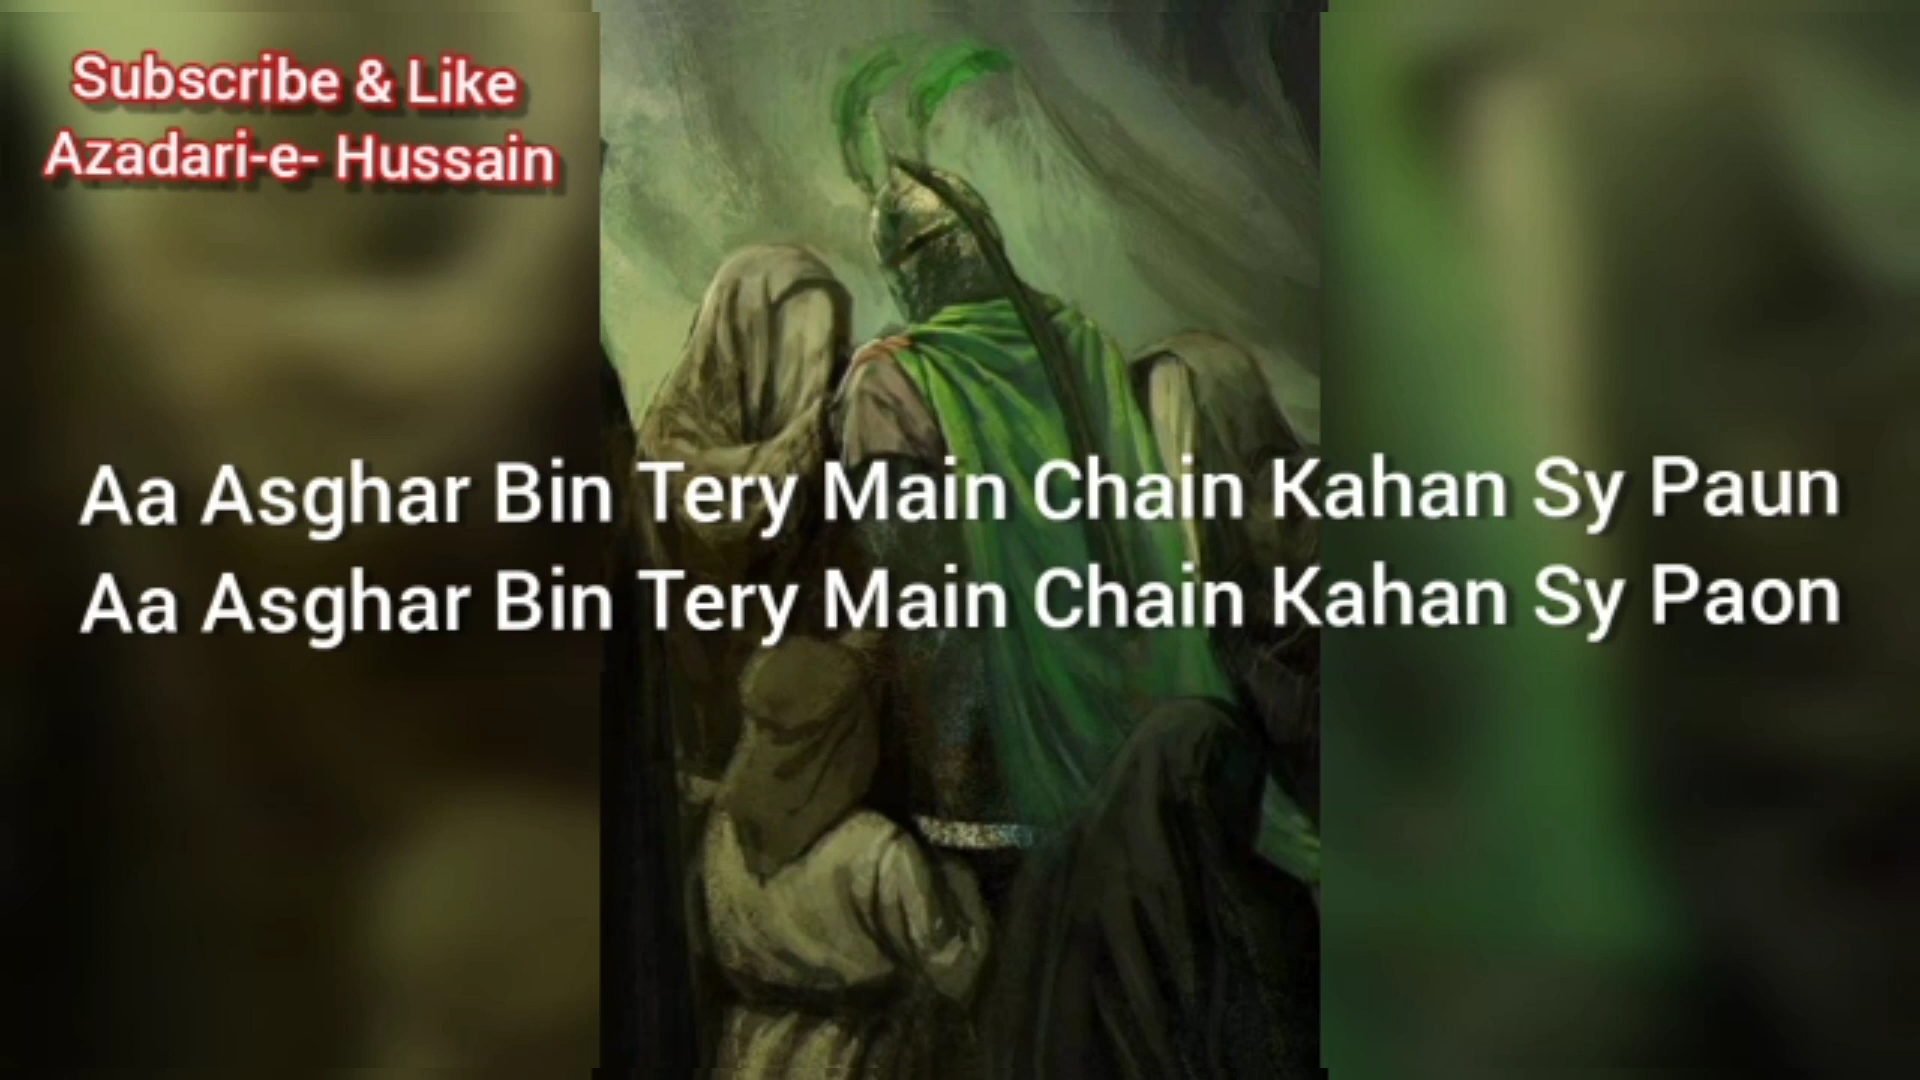 Subscribe & Like
Azadari-e- Hussain
Aa Asghar Bin Tery Main Chain Kahan Sy Paun
Aa Asghar Bin Tery Main Chain Kahan Sy Paon